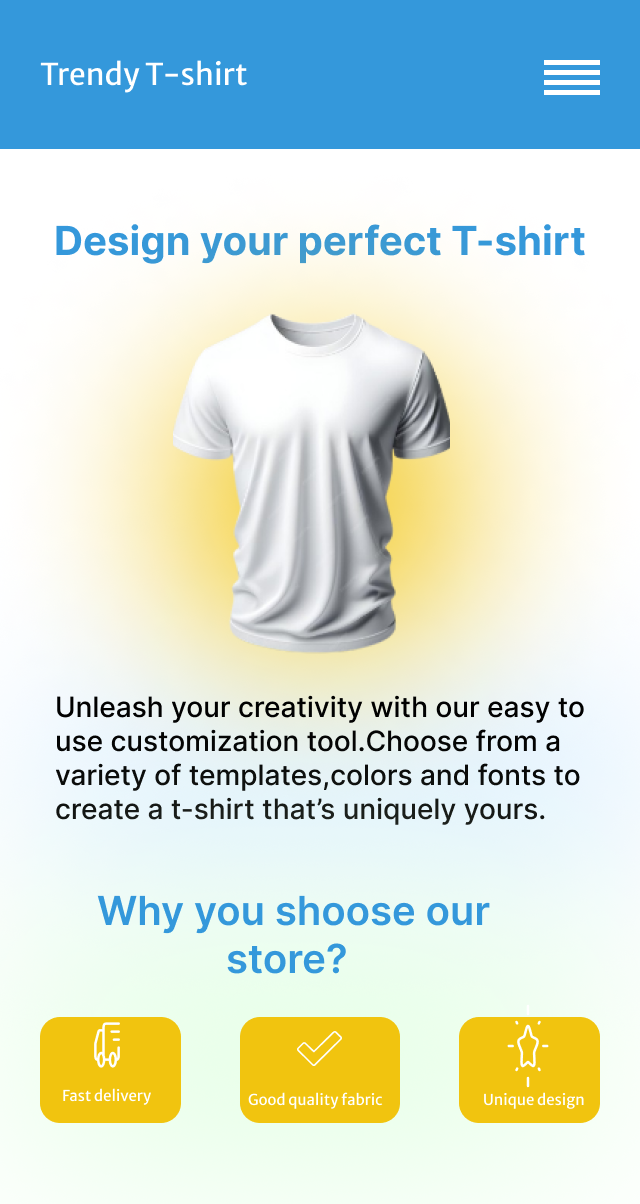 Trendy T-shirt
Design your perfect T-shirt
Unleash your creativity with our easy to
use customization tool.Choose from a
variety of templates,colors and fonts to
create a t-shirt that’s uniquely yours.
Why you shoose our
store?
Fast delivery
Good quality fabric
Unique design